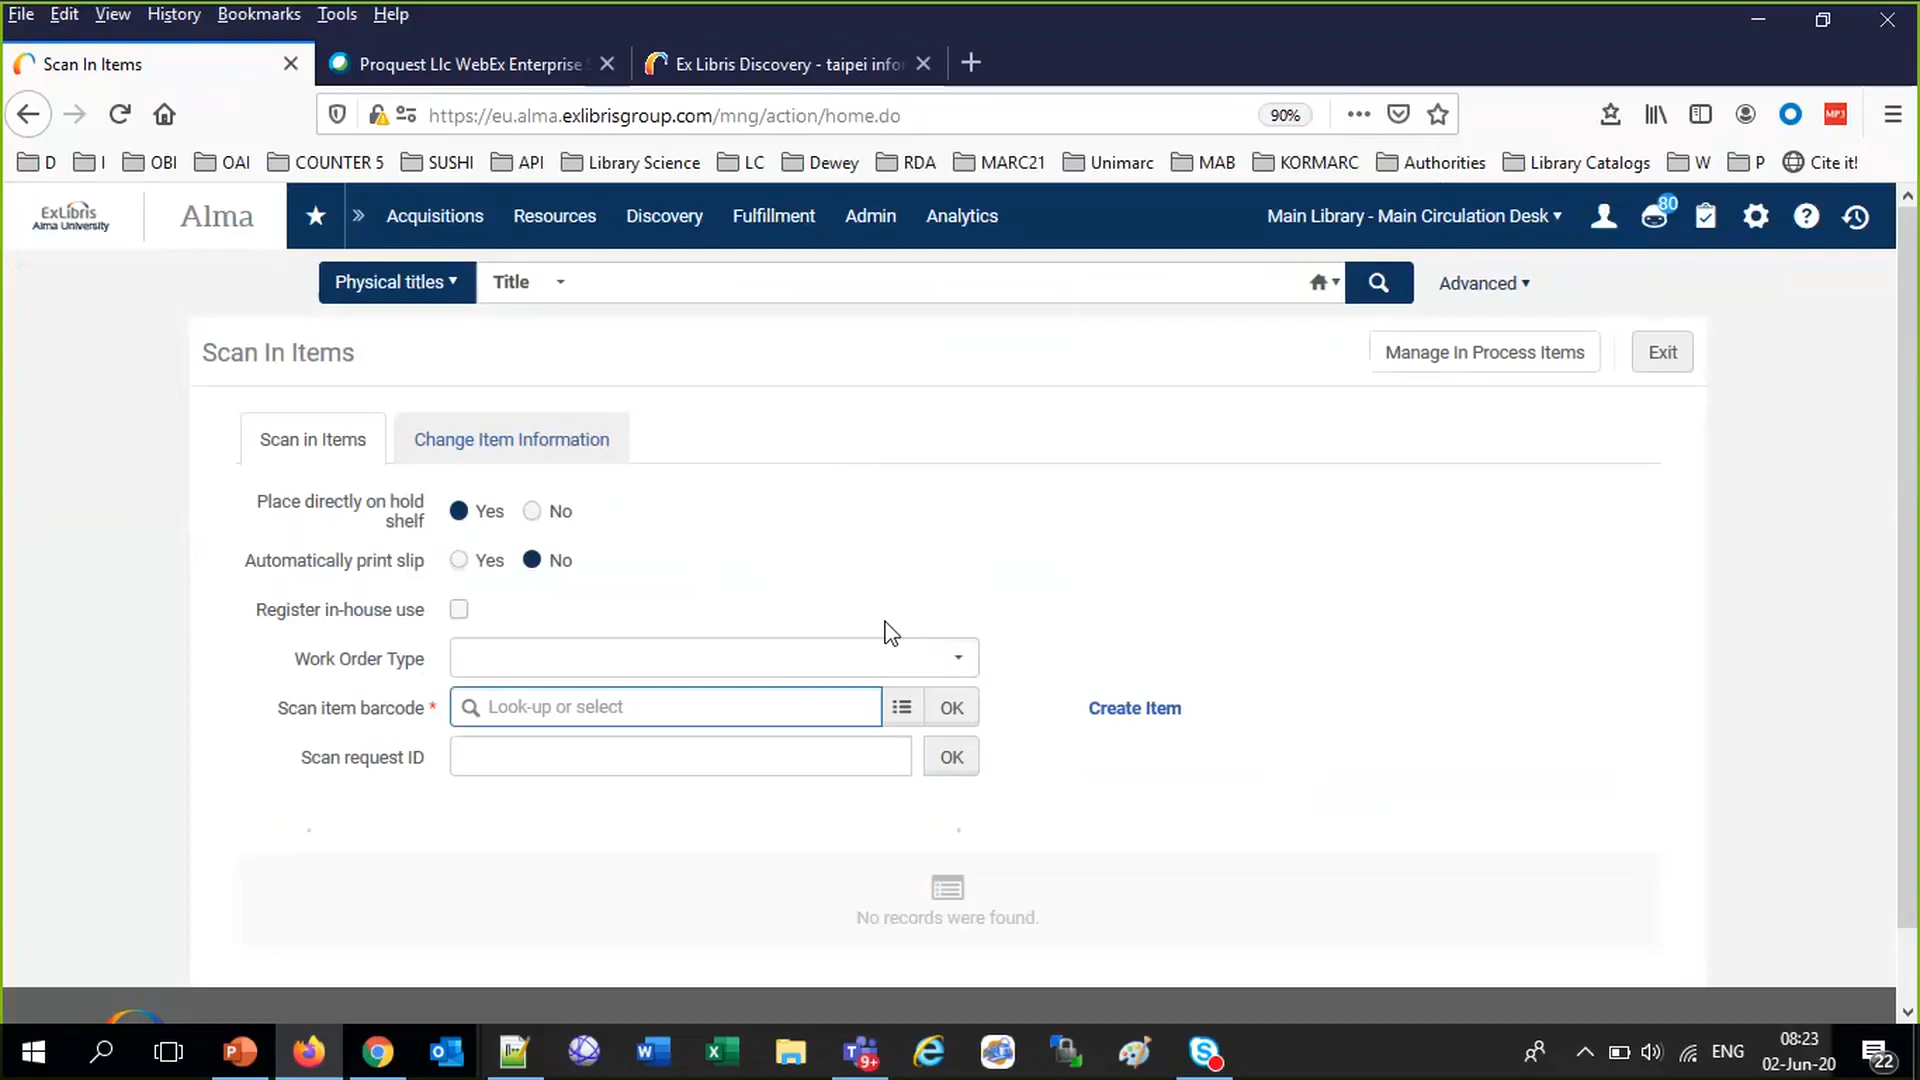 File Edit View History Bookmarks Tools Help
Scan In Items
Proquest Llc WebEx Enterprise
Ex Libris Discovery - taipei info
https://eu.alma.exlibrisgroup.com/mng/action/home.do
90%
MP3
D I OBI OAI COUNTER 5 SUSHI API Library Science LC Dewey RDA MARC21 Unimarc MAB KORMARC Authorities Library Catalogs W P Cite it!
ExLibris
Alma University
Alma
Acquisitions Resources Discovery Fulfillment Admin Analytics
Main Library - Main Circulation Desk
80
Physical titles
Title
Advanced
Scan In Items
Manage In Process Items
Exit
Scan in Items
Change Item Information
Place directly on hold
shelf
Yes No
Automatically print slip
Yes No
Register in-house use
Work Order Type
Scan item barcode *
Look-up or select
OK
Create Item
Scan request ID
OK
No records were found.
9+
ENG
08:23
02-Jun-20
22